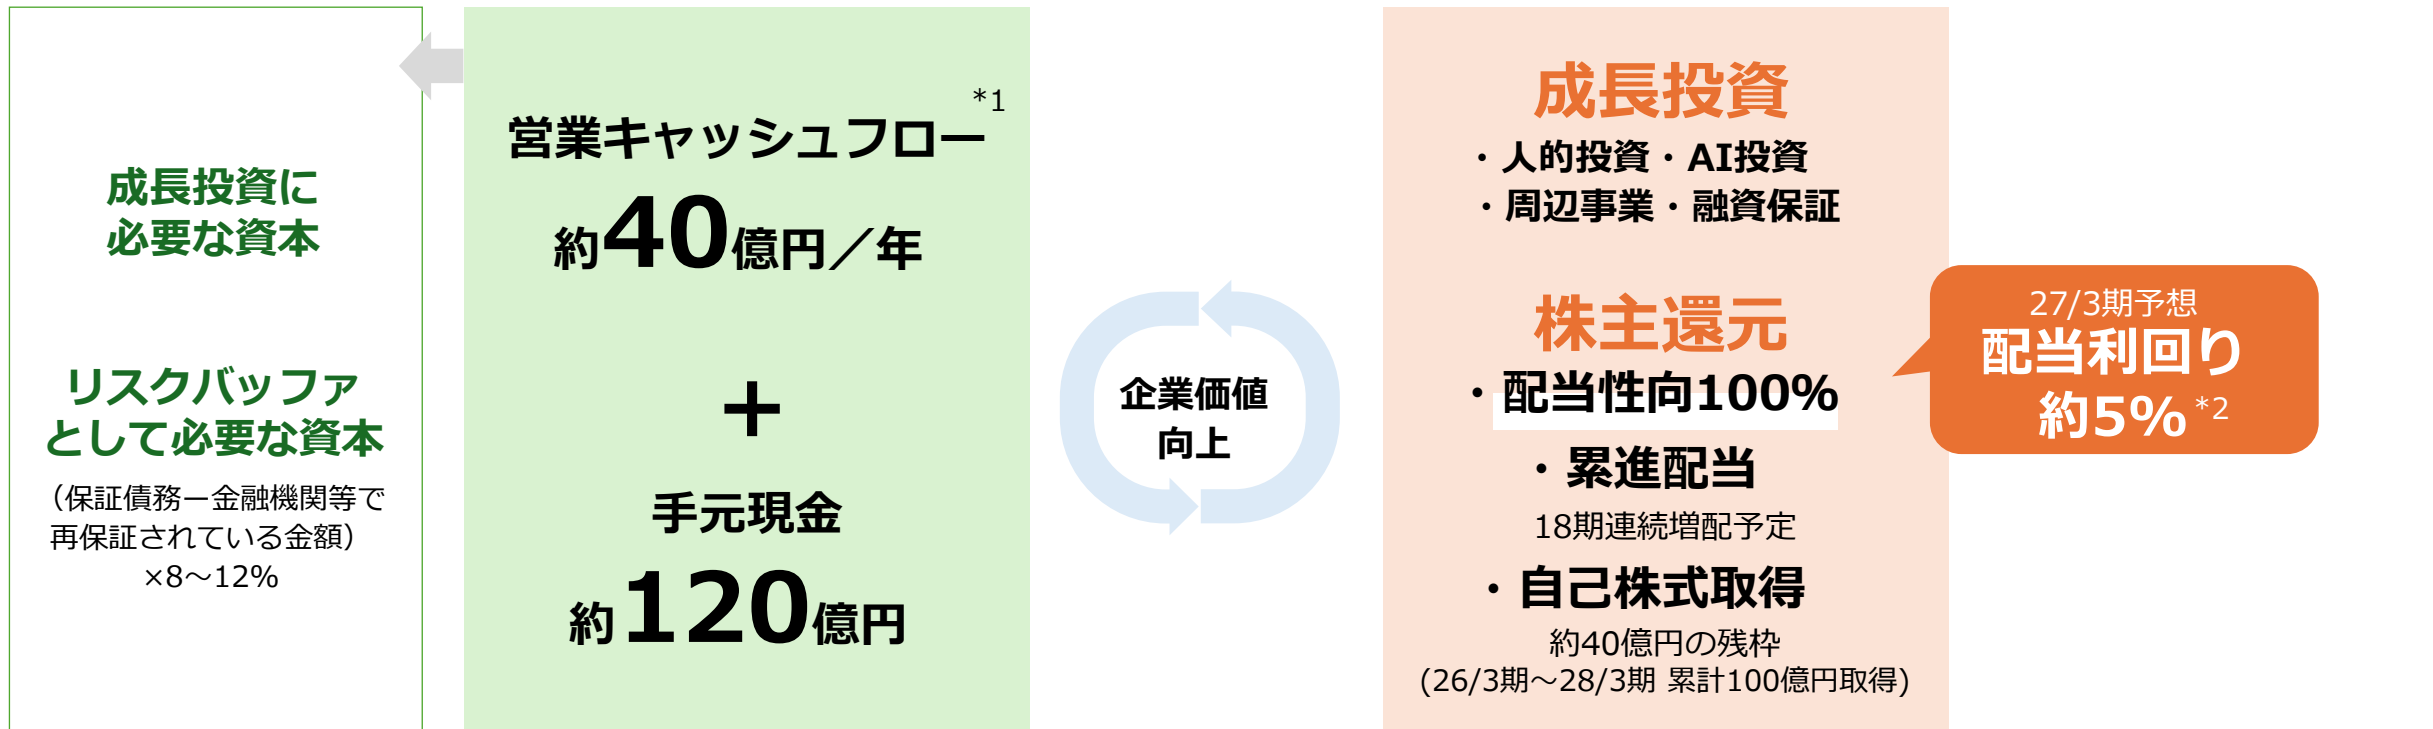 成長投資に
必要な資本
リスクバッファ
として必要な資本
（保証債務ー金融機関等で
再保証されている金額）
×8～12%
営業キャッシュフロー*1
約40億円／年
＋
手元現金
約120億円
企業価値
向上
成長投資
・人的投資・AI投資
・周辺事業・融資保証
株主還元
・配当性向100%
・累進配当
18期連続増配予定
・自己株式取得
約40億円の残枠
(26/3期～28/3期 累計100億円取得)
27/3期予想
配当利回り
約5%*2